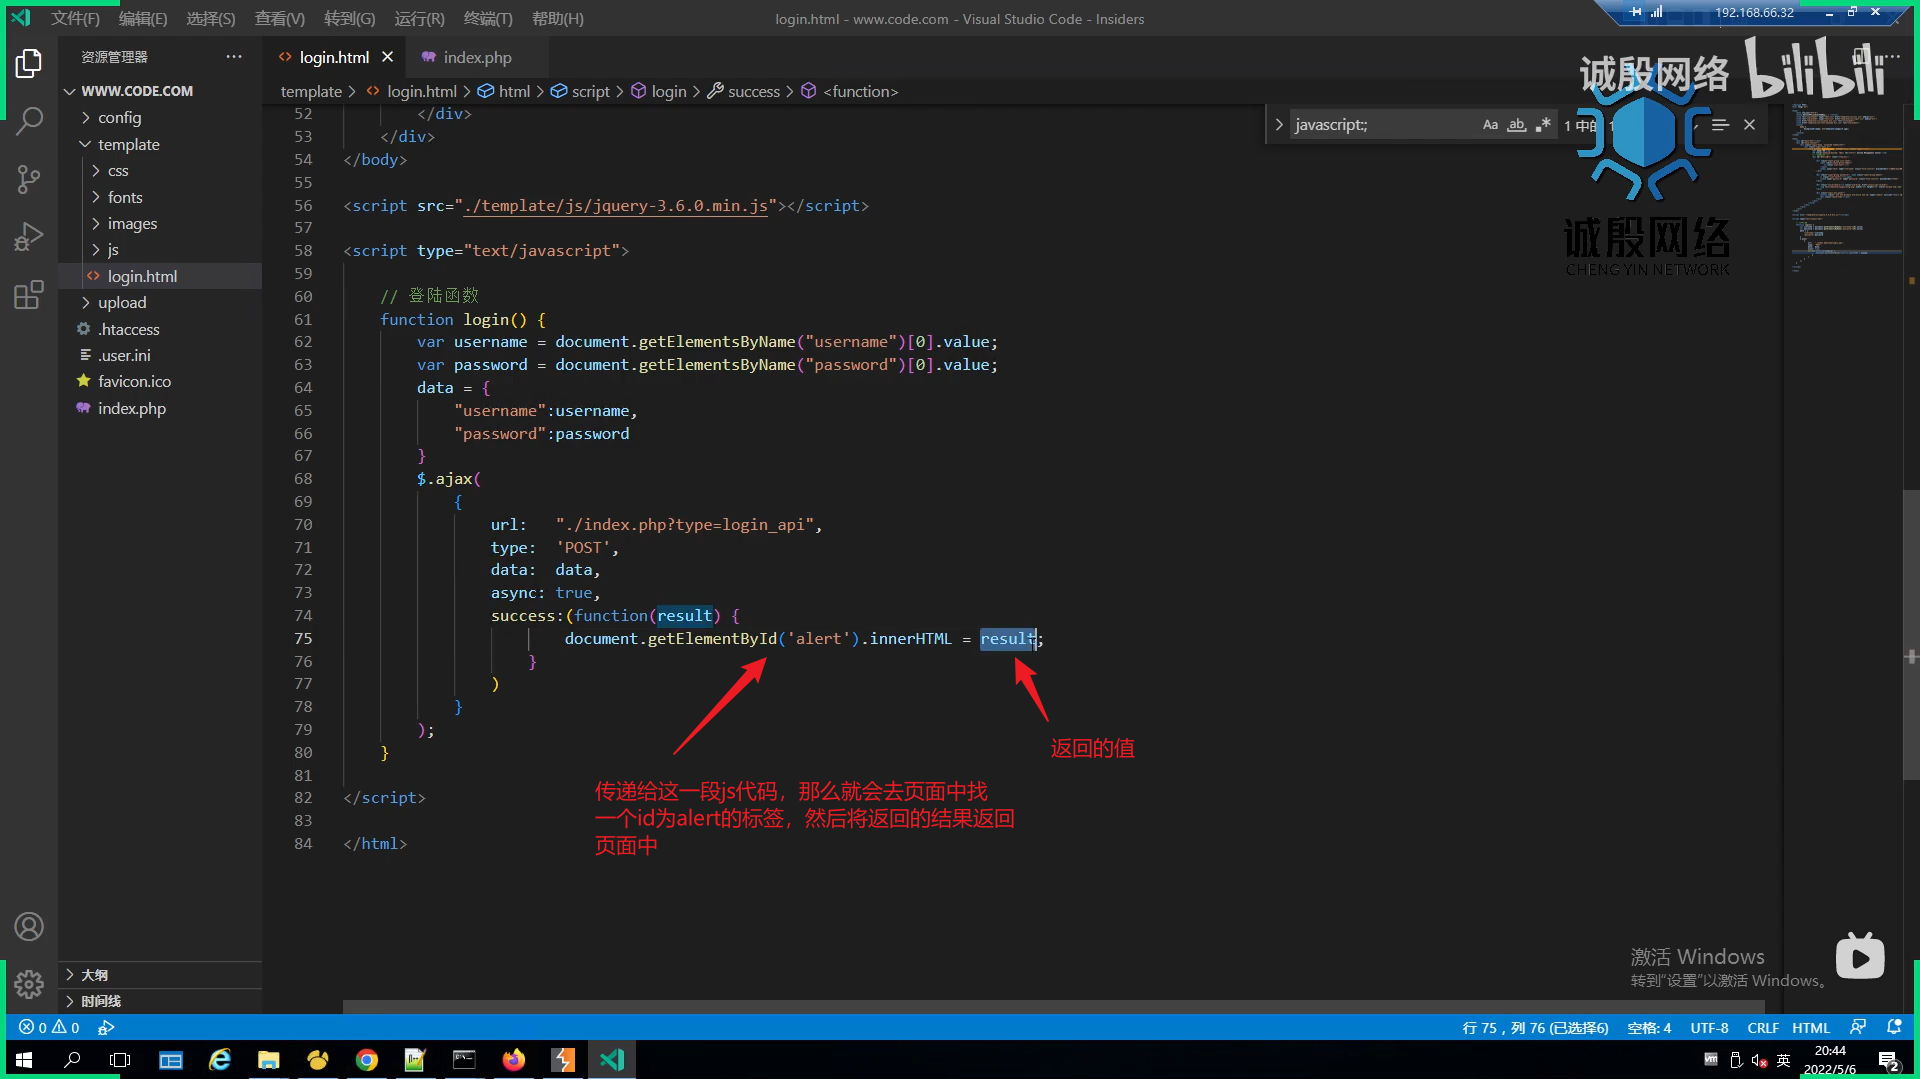 文件(F) 编辑(E) 选择(S) 查看(V) 转到(G) 运行(R) 终端(T) 帮助(H)
login.html - www.code.com - Visual Studio Code - Insiders
192.168.66.32
资源管理器
login.html
index.php
诚殷网络 bilibili
WWW.CODE.COM
template > login.html > html > script > login > success > <function>
config
template
css
fonts
images
js
login.html
upload
.htaccess
.user.ini
favicon.ico
index.php
大纲
时间线
javascript:;
Aa ab
1 中的 1
诚殷网络
CHENG YIN NETWORK
52 </div>
53 </div>
54 </body>
55
56 <script src="./template/js/jquery-3.6.0.min.js"></script>
57
58 <script type="text/javascript">
59
60 // 登陆函数
61 function login() {
62 var username = document.getElementsByName("username")[0].value;
63 var password = document.getElementsByName("password")[0].value;
64 data = {
65 "username":username,
66 "password":password
67 }
68 $.ajax(
69 {
70 url: "./index.php?type=login_api",
71 type: 'POST',
72 data: data,
73 async: true,
74 success:(function(result) {
75 document.getElementById('alert').innerHTML = result;
76 }
77 )
78 }
79 );
80 }
81
82 </script>
83
84 </html>
返回的值
传递给这一段js代码，那么就会去页面中找
一个id为alert的标签，然后将返回的结果返回
页面中
激活 Windows
转到“设置”以激活 Windows。
0 0
行 75，列 76 (已选择6) 空格: 4 UTF-8 CRLF HTML
英
20:44
2022/5/6
2